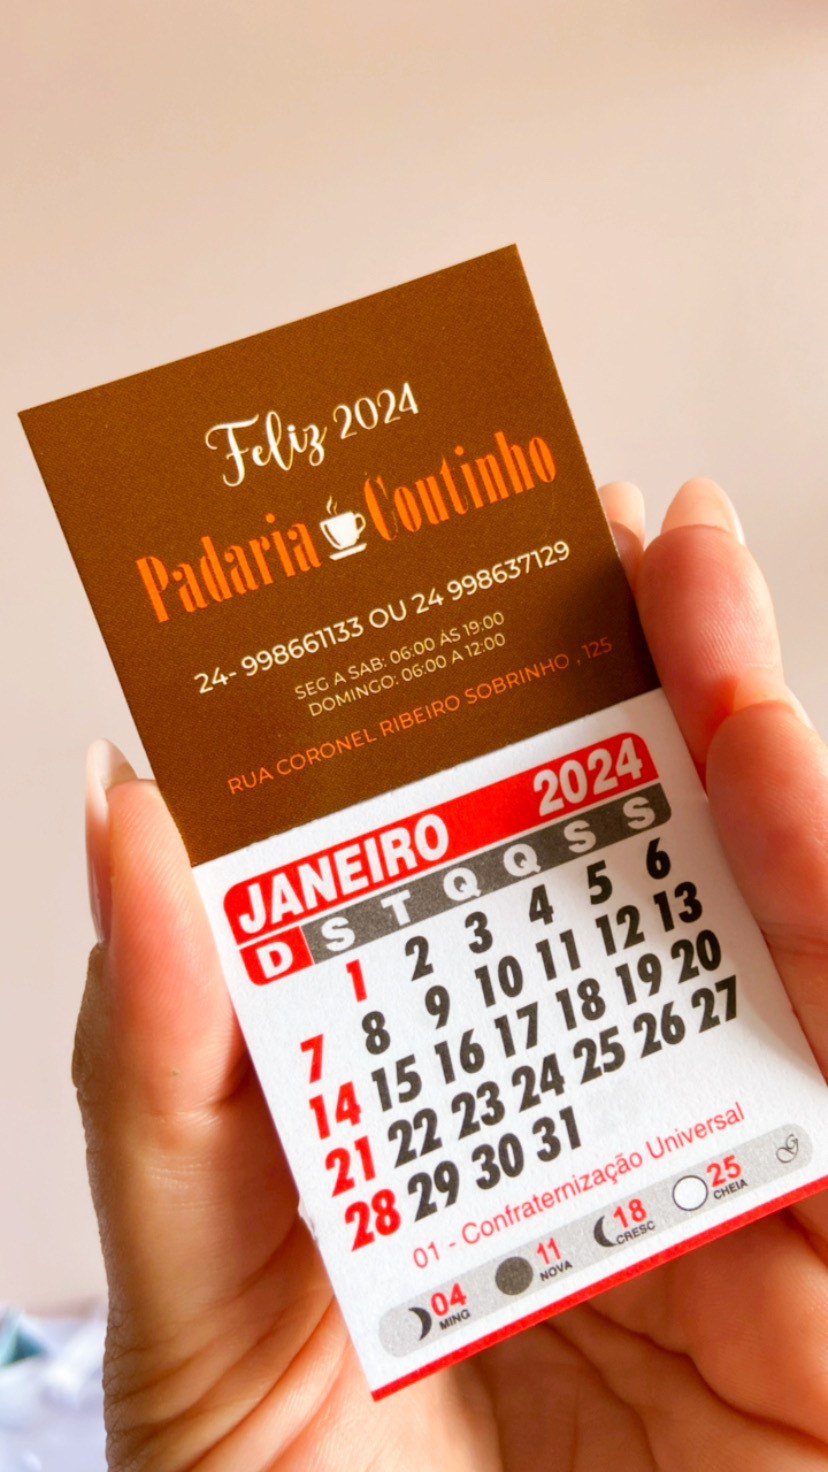 Feliz 2024
Padaria Coutinho
24- 998661133 OU 24 998637129
SEG A SAB: 06:00 ÀS 19:00
DOMINGO: 06:00 A 12:00
RUA CORONEL RIBEIRO SOBRINHO , 125
JANEIRO 2024
D S T Q Q S S
1 2 3 4 5 6
7 8 9 10 11 12 13
14 15 16 17 18 19 20
21 22 23 24 25 26 27
28 29 30 31
01 - Confraternização Universal
04 MING 11 NOVA 18 CRESC 25 CHEIA G